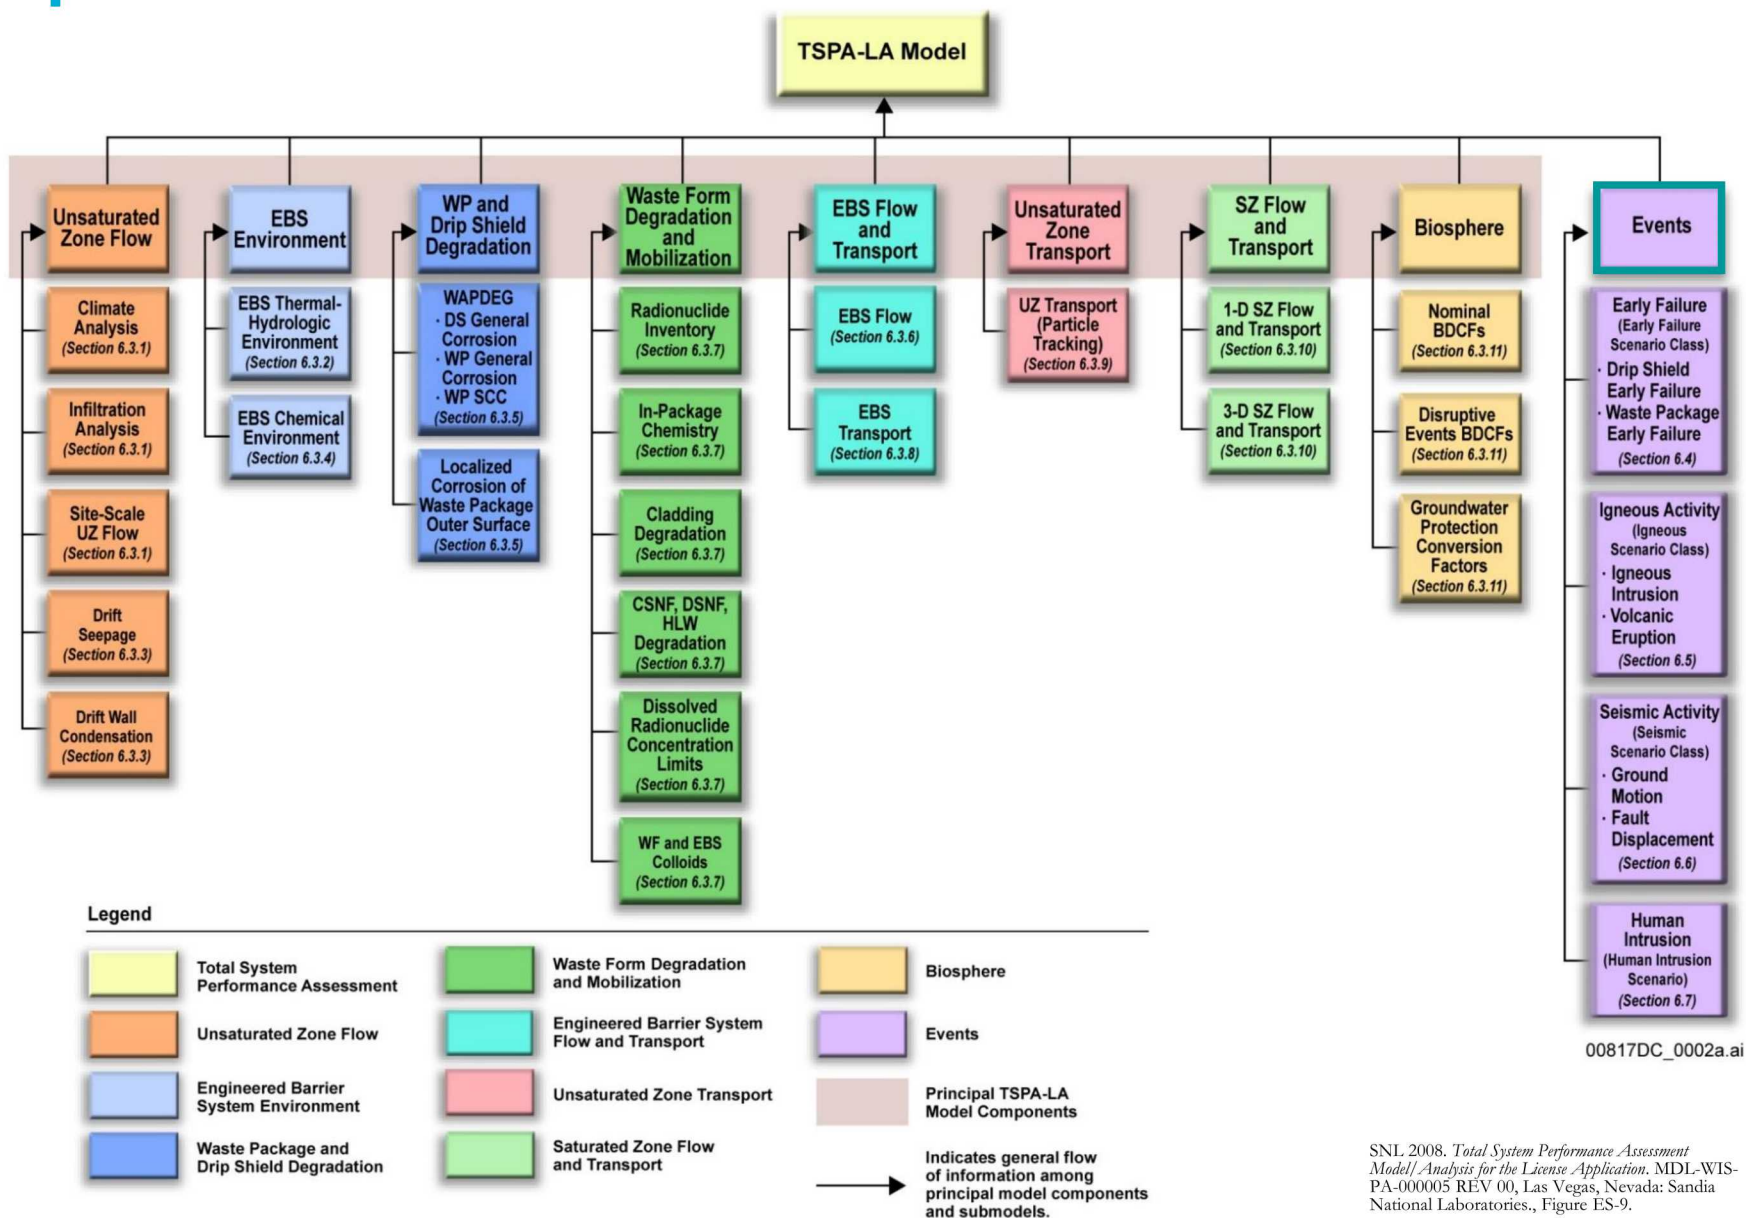 TSPA-LA Model
Unsaturated
Zone Flow
Climate
Analysis
(Section 6.3.1)
Infiltration
Analysis
(Section 6.3.1)
Site-Scale
UZ Flow
(Section 6.3.1)
Drift
Seepage
(Section 6.3.3)
Drift Wall
Condensation
(Section 6.3.3)
EBS
Environment
EBS Thermal-
Hydrologic
Environment
(Section 6.3.2)
EBS Chemical
Environment
(Section 6.3.4)
WP and
Drip Shield
Degradation
WAPDEG
· DS General
Corrosion
· WP General
Corrosion
· WP SCC
(Section 6.3.5)
Localized
Corrosion of
Waste Package
Outer Surface
(Section 6.3.5)
Waste Form
Degradation
and
Mobilization
Radionuclide
Inventory
(Section 6.3.7)
In-Package
Chemistry
(Section 6.3.7)
Cladding
Degradation
(Section 6.3.7)
CSNF, DSNF,
HLW
Degradation
(Section 6.3.7)
Dissolved
Radionuclide
Concentration
Limits
(Section 6.3.7)
WF and EBS
Colloids
(Section 6.3.7)
EBS Flow
and
Transport
EBS Flow
(Section 6.3.6)
EBS
Transport
(Section 6.3.8)
Unsaturated
Zone
Transport
UZ Transport
(Particle
Tracking)
(Section 6.3.9)
SZ Flow
and
Transport
1-D SZ Flow
and Transport
(Section 6.3.10)
3-D SZ Flow
and Transport
(Section 6.3.10)
Biosphere
Nominal
BDCFs
(Section 6.3.11)
Disruptive
Events BDCFs
(Section 6.3.11)
Groundwater
Protection
Conversion
Factors
(Section 6.3.11)
Events
Early Failure
(Early Failure
Scenario Class)
· Drip Shield
Early Failure
· Waste Package
Early Failure
(Section 6.4)
Igneous Activity
(Igneous
Scenario Class)
· Igneous
Intrusion
· Volcanic
Eruption
(Section 6.5)
Seismic Activity
(Seismic
Scenario Class)
· Ground
Motion
· Fault
Displacement
(Section 6.6)
Human
Intrusion
(Human Intrusion
Scenario)
(Section 6.7)
00817DC_0002a.ai
Legend
Total System
Performance Assessment
Unsaturated Zone Flow
Engineered Barrier
System Environment
Waste Package and
Drip Shield Degradation
Waste Form Degradation
and Mobilization
Engineered Barrier System
Flow and Transport
Unsaturated Zone Transport
Saturated Zone Flow
and Transport
Biosphere
Events
Principal TSPA-LA
Model Components
Indicates general flow
of information among
principal model components
and submodels.
SNL 2008. Total System Performance Assessment
Model/Analysis for the License Application. MDL-WIS-
PA-000005 REV 00, Las Vegas, Nevada: Sandia
National Laboratories., Figure ES-9.